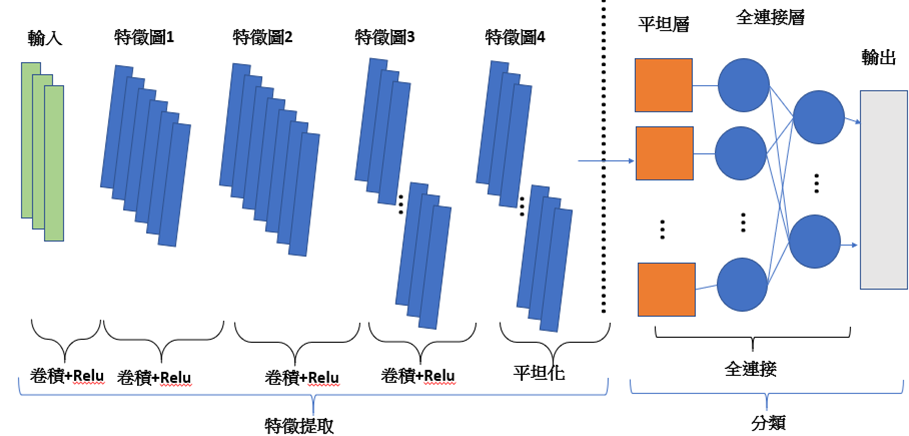 輸入
特徵圖1
特徵圖2
特徵圖3
特徵圖4
平坦層
全連接層
輸出
卷積+Relu
卷積+Relu
卷積+Relu
卷積+Relu
平坦化
全連接
特徵提取
分類